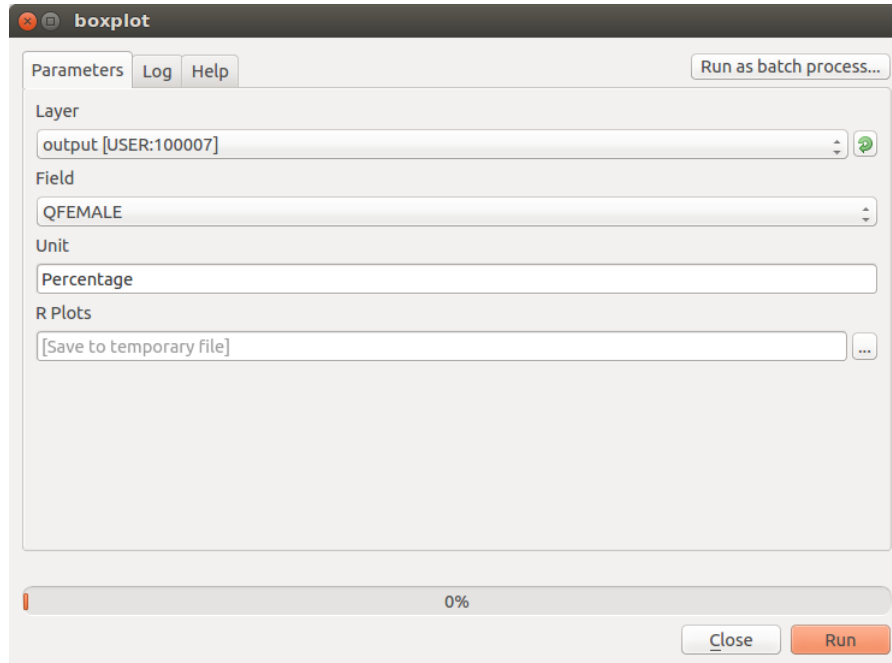 boxplot
Parameters Log Help Run as batch process...
Layer
output [USER:100007]
Field
QFEMALE
Unit
Percentage
R Plots
[Save to temporary file] ...
0%
Close Run